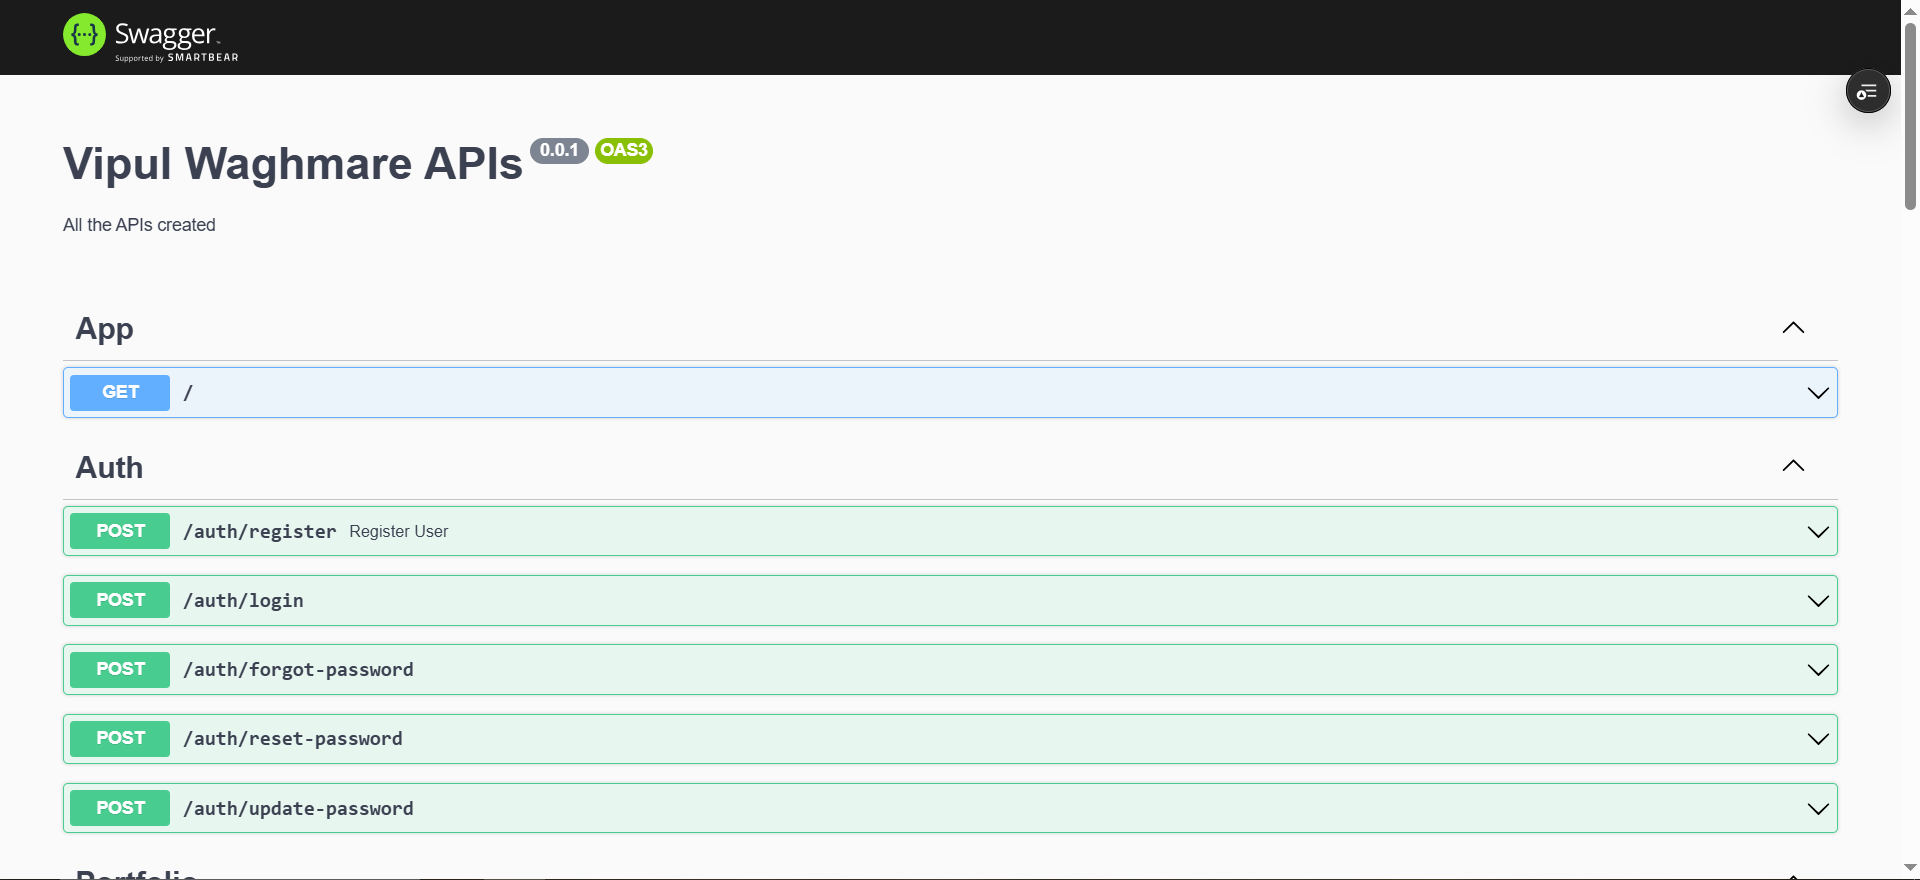 Swagger
Supported by SMARTBEAR
Vipul Waghmare APIs 0.0.1 OAS3
All the APIs created
App
GET /
Auth
POST /auth/register Register User
POST /auth/login
POST /auth/forgot-password
POST /auth/reset-password
POST /auth/update-password
Portfolio